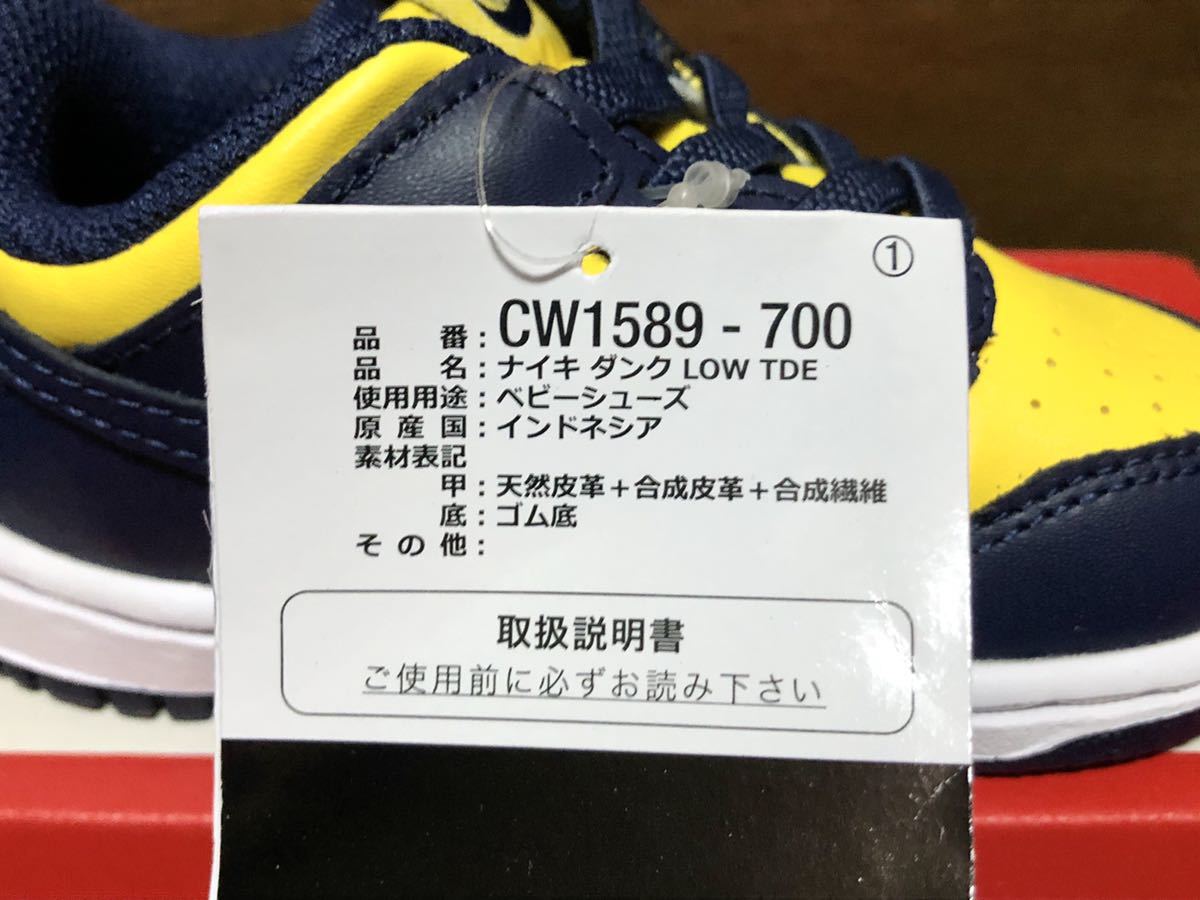 ①
品番：CW1589 - 700
品名：ナイキ ダンク LOW TDE
使用用途：ベビーシューズ
原産国：インドネシア
素材表記
甲：天然皮革＋合成皮革＋合成繊維
底：ゴム底
その他：
取扱説明書
ご使用前に必ずお読み下さい